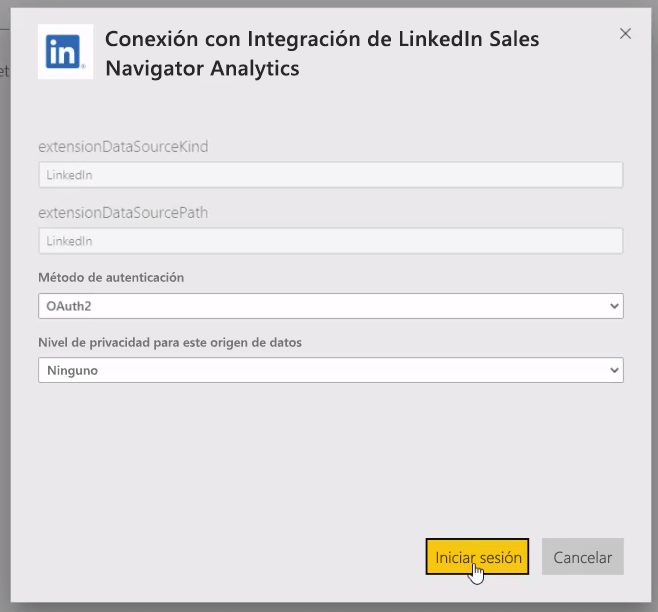 in
Conexión con Integración de LinkedIn Sales
Navigator Analytics
extensionDataSourceKind
LinkedIn
extensionDataSourcePath
LinkedIn
Método de autenticación
OAuth2
Nivel de privacidad para este origen de datos
Ninguno
Iniciar sesión
Cancelar